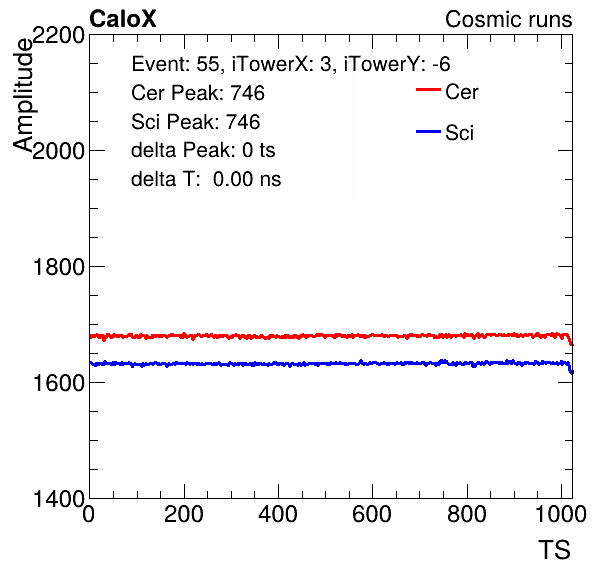 CaloX Cosmic runs
Amplitude
Event: 55, iTowerX: 3, iTowerY: -6
Cer Peak: 746
Sci Peak: 746
delta Peak: 0 ts
delta T:  0.00 ns
Cer
Sci
2200
2000
1800
1600
1400
0 200 400 600 800 1000
TS